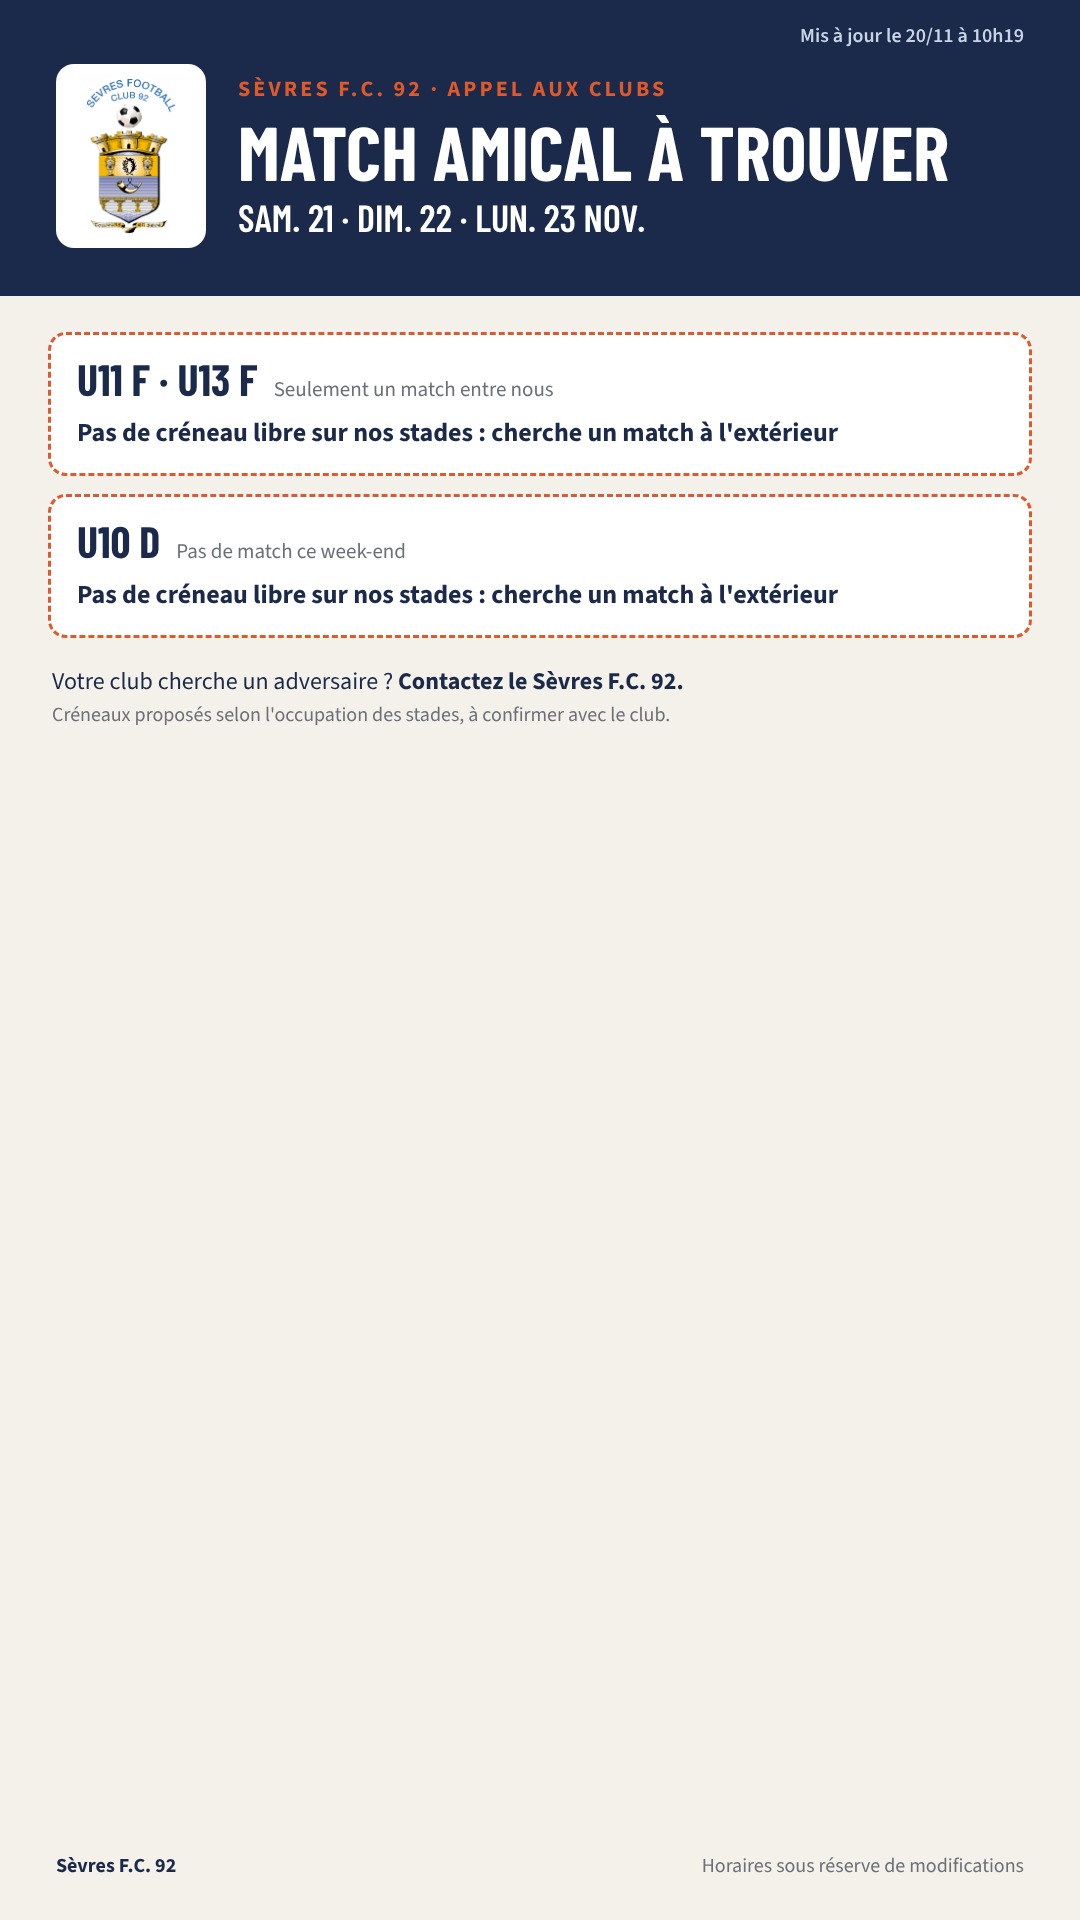 Mis à jour le 20/11 à 10h19
SEVRES FOOTBALL
CLUB 92
SÈVRES F.C. 92 · APPEL AUX CLUBS
MATCH AMICAL À TROUVER
SAM. 21 · DIM. 22 · LUN. 23 NOV.
U11 F · U13 F Seulement un match entre nous
Pas de créneau libre sur nos stades : cherche un match à l'extérieur
U10 D Pas de match ce week-end
Pas de créneau libre sur nos stades : cherche un match à l'extérieur
Votre club cherche un adversaire ? Contactez le Sèvres F.C. 92.
Créneaux proposés selon l'occupation des stades, à confirmer avec le club.
Sèvres F.C. 92 Horaires sous réserve de modifications